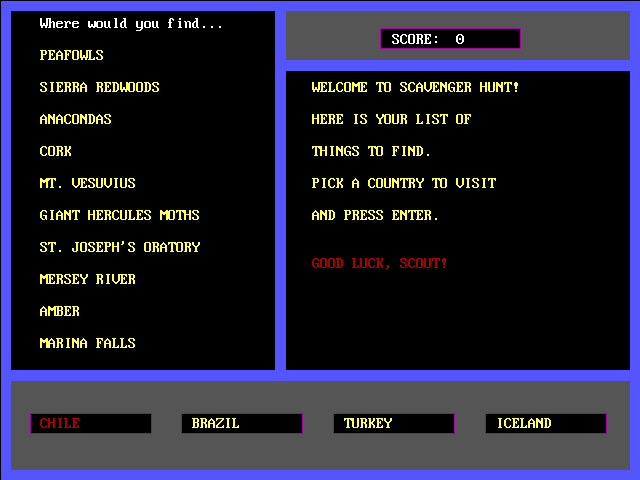 Where would you find...
PEAFOWLS
SIERRA REDWOODS
ANACONDAS
CORK
MT. VESUVIUS
GIANT HERCULES MOTHS
ST. JOSEPH'S ORATORY
MERSEY RIVER
AMBER
MARINA FALLS
SCORE: 0
WELCOME TO SCAVENGER HUNT!
HERE IS YOUR LIST OF
THINGS TO FIND.
PICK A COUNTRY TO VISIT
AND PRESS ENTER.
GOOD LUCK, SCOUT!
CHILE
BRAZIL
TURKEY
ICELAND